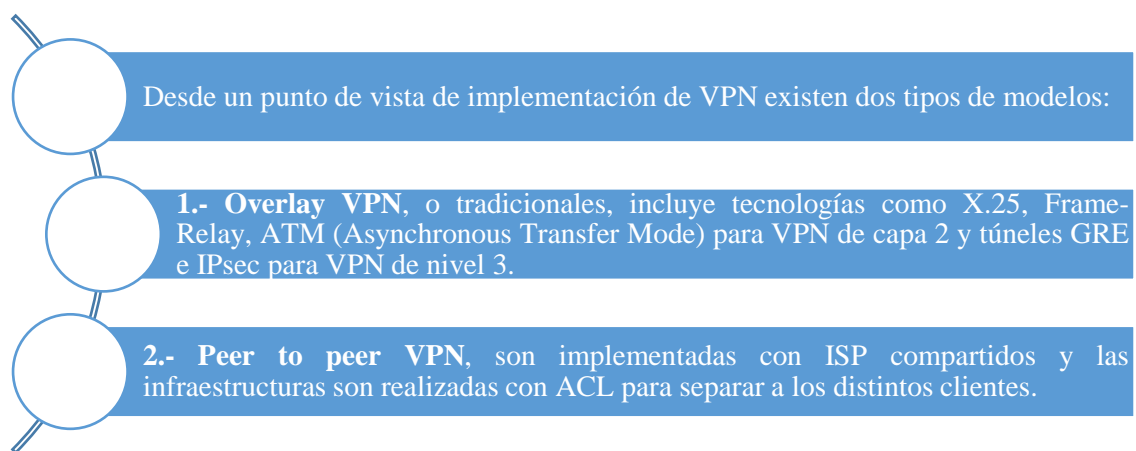 Desde un punto de vista de implementación de VPN existen dos tipos de modelos:
1.- Overlay VPN, o tradicionales, incluye tecnologías como X.25, Frame-
Relay, ATM (Asynchronous Transfer Mode) para VPN de capa 2 y túneles GRE
e IPsec para VPN de nivel 3.
2.- Peer to peer VPN, son implementadas con ISP compartidos y las
infraestructuras son realizadas con ACL para separar a los distintos clientes.